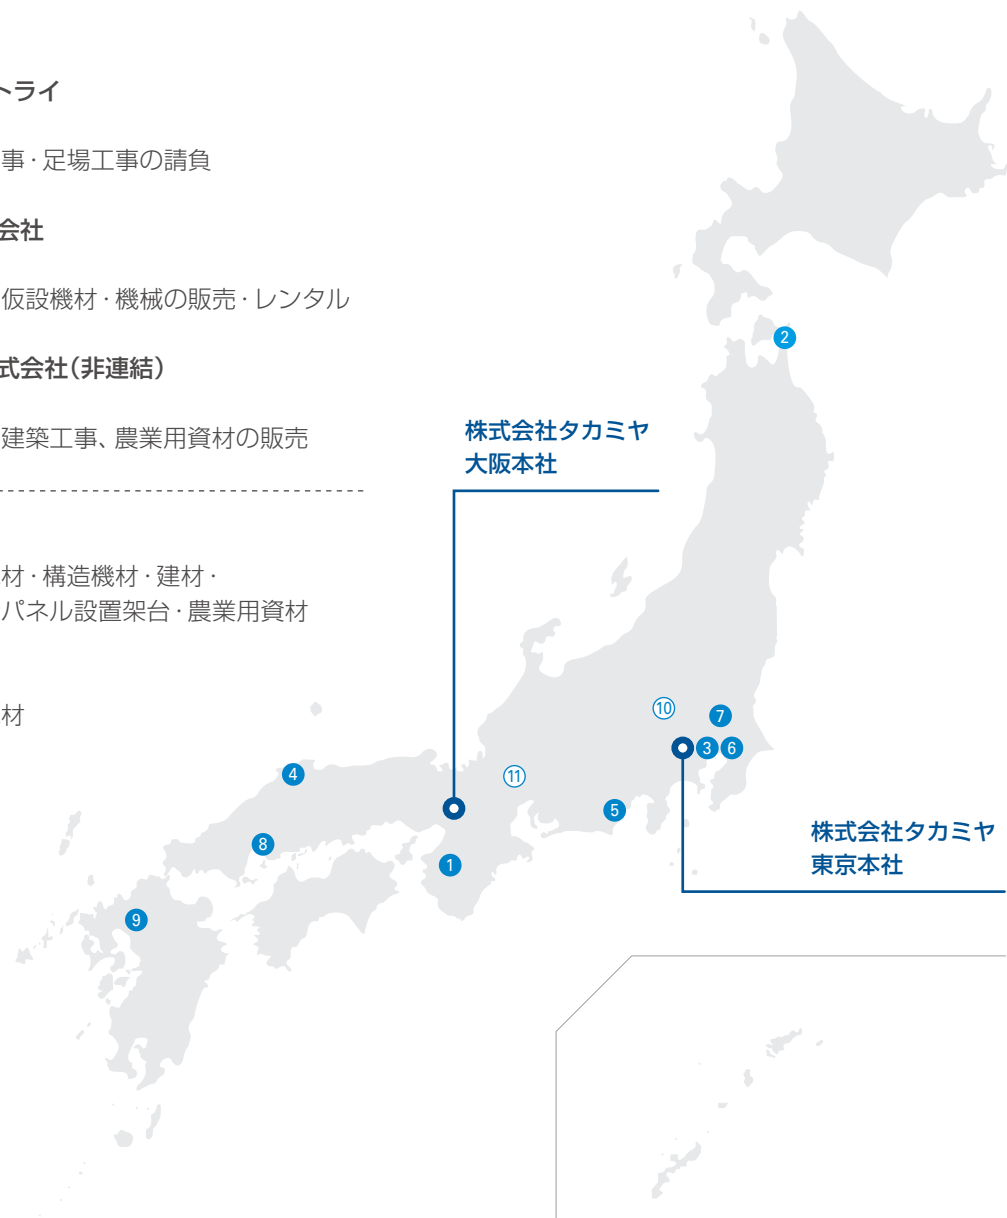 トライ
事・足場工事の請負
会社
仮設機材・機械の販売・レンタル
式会社(非連結)
建築工事、農業用資材の販売
材・構造機材・建材・
パネル設置架台・農業用資材
材
株式会社タカミヤ
大阪本社
株式会社タカミヤ
東京本社
2
10
7
3
6
11
4
5
8
1
9